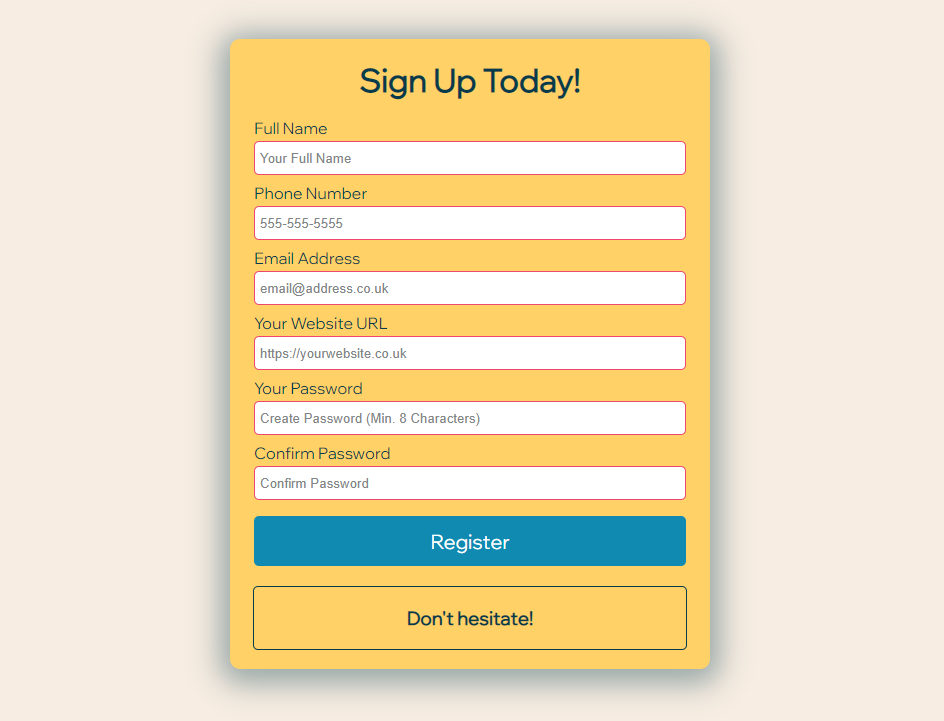 Sign Up Today!
Full Name
Your Full Name
Phone Number
555-555-5555
Email Address
email@address.co.uk
Your Website URL
https://yourwebsite.co.uk
Your Password
Create Password (Min. 8 Characters)
Confirm Password
Confirm Password
Register
Don't hesitate!